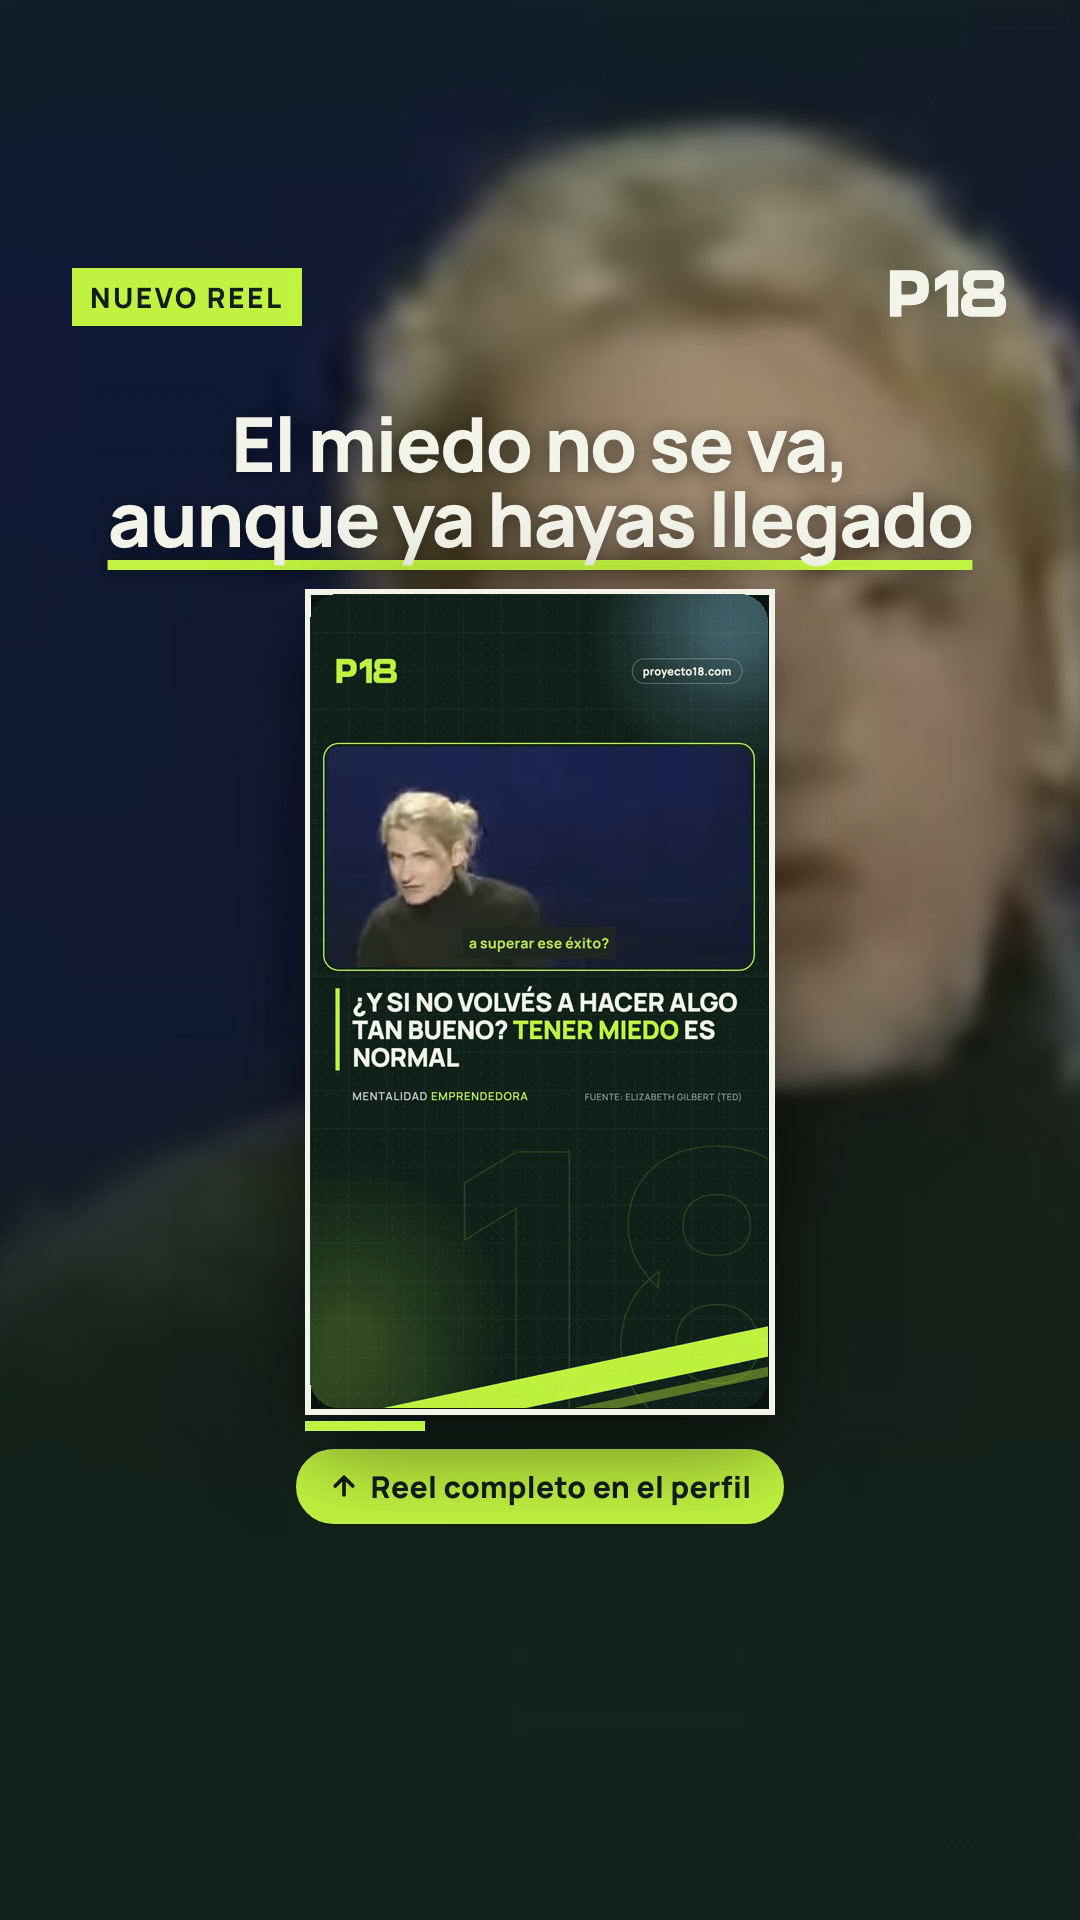 NUEVO REEL
P18
El miedo no se va,
aunque ya hayas llegado
P18
proyecto18.com
a superar ese éxito?
¿Y SI NO VOLVÉS A HACER ALGO
TAN BUENO? TENER MIEDO ES
NORMAL
MENTALIDAD EMPRENDEDORA
FUENTE: ELIZABETH GILBERT (TED)
18
↑ Reel completo en el perfil